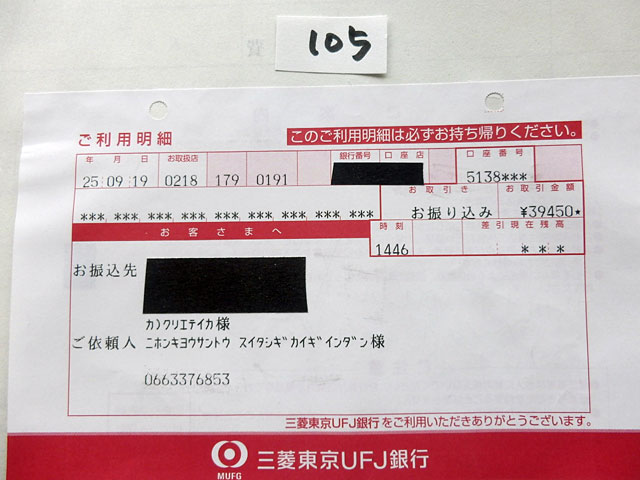 105
ご利用明細
このご利用明細は必ずお持ち帰りください。
年 月 日 お取扱店 銀行番号 口座店 口座番号
25 09 19 0218 179 0191 5138***
お取引き お取引金額
*** *** *** *** *** *** *** *** *** お振り込み ¥39450★
お客さまへ 時刻 差引現在残高
1446 * * *
お振込先
カ)クリエテイカ様
ご依頼人 ニホンキヨウサントウ スイタシギカイギインダン様
0663376853
三菱東京UFJ銀行をご利用いただきありがとうございます。
MUFG 三菱東京UFJ銀行